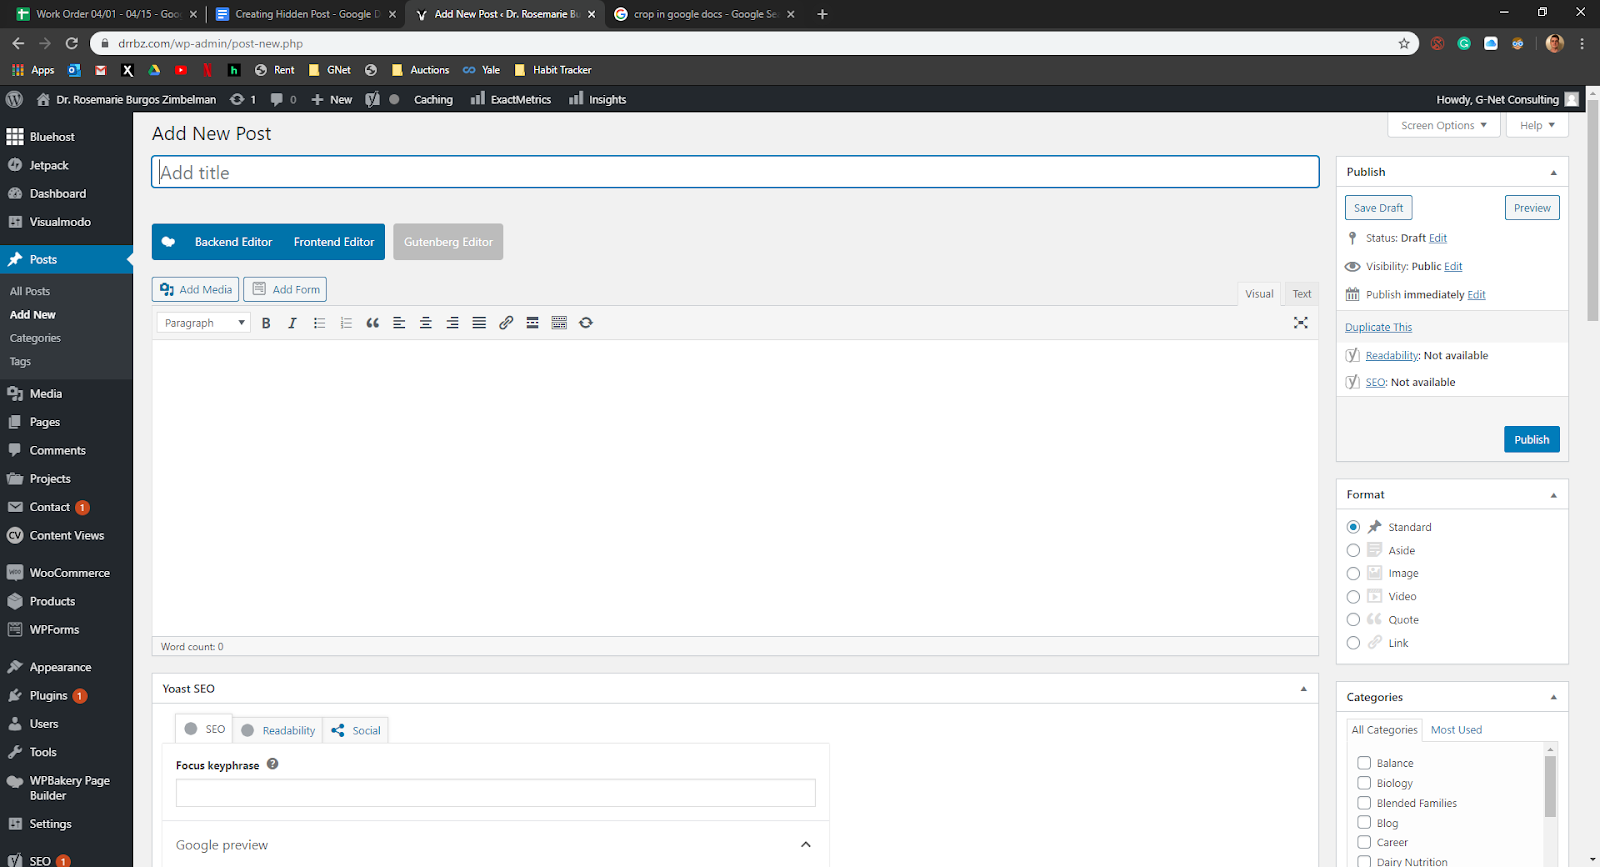 Work Order 04/01 - 04/15 - Goo
Creating Hidden Post - Google D
Add New Post ‹ Dr. Rosemarie Bu
crop in google docs - Google Se
drrbz.com/wp-admin/post-new.php
Apps
Rent
GNet
Auctions
Yale
Habit Tracker
Dr. Rosemarie Burgos Zimbelman
1
0
New
Caching
ExactMetrics
Insights
Howdy, G-Net Consulting
Bluehost
Jetpack
Dashboard
Visualmodo
Posts
All Posts
Add New
Categories
Tags
Media
Pages
Comments
Projects
Contact 1
Content Views
WooCommerce
Products
WPForms
Appearance
Plugins 1
Users
Tools
WPBakery Page
Builder
Settings
SEO 1
Add New Post
Screen Options
Help
Add title
Backend Editor
Frontend Editor
Gutenberg Editor
Add Media
Add Form
Visual
Text
Paragraph
B
I
Word count: 0
Yoast SEO
SEO
Readability
Social
Focus keyphrase
Google preview
Publish
Save Draft
Preview
Status: Draft Edit
Visibility: Public Edit
Publish immediately Edit
Duplicate This
Readability: Not available
SEO: Not available
Publish
Format
Standard
Aside
Image
Video
Quote
Link
Categories
All Categories
Most Used
Balance
Biology
Blended Families
Blog
Career
Dairy Nutrition